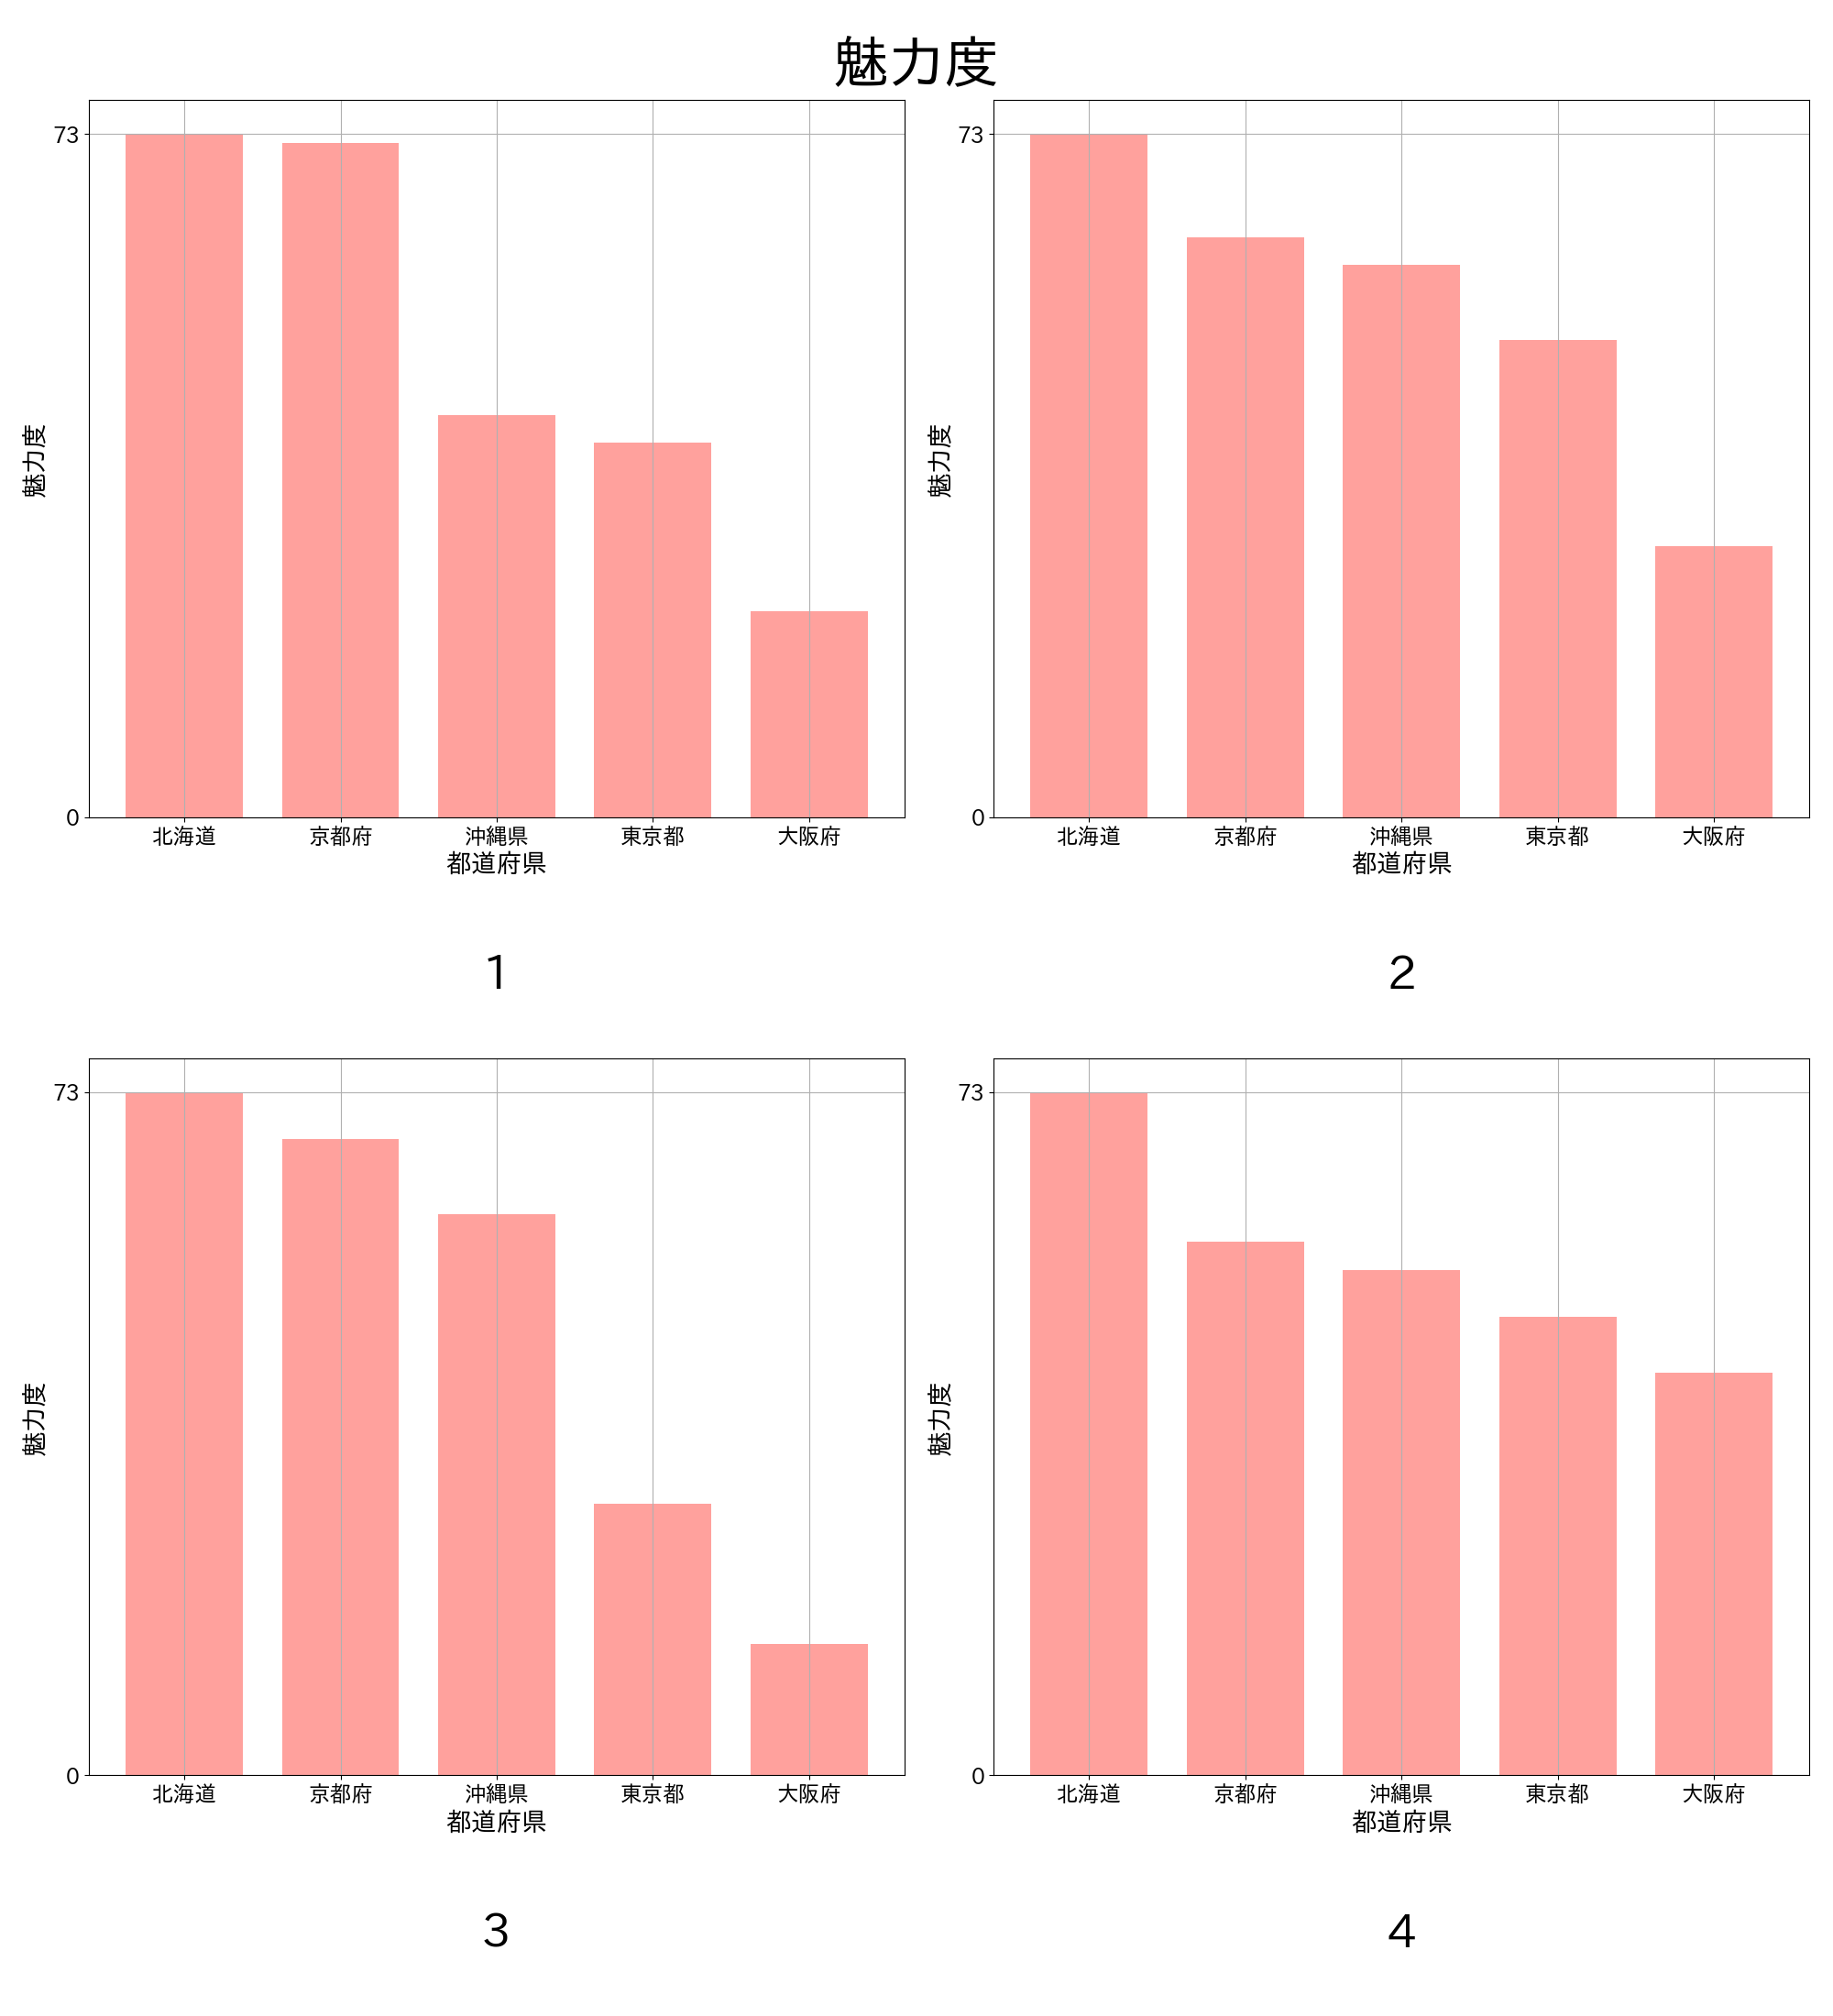 魅力度
73
0
魅力度
北海道 京都府 沖縄県 東京都 大阪府
都道府県
1
73
0
魅力度
北海道 京都府 沖縄県 東京都 大阪府
都道府県
2
73
0
魅力度
北海道 京都府 沖縄県 東京都 大阪府
都道府県
3
73
0
魅力度
北海道 京都府 沖縄県 東京都 大阪府
都道府県
4